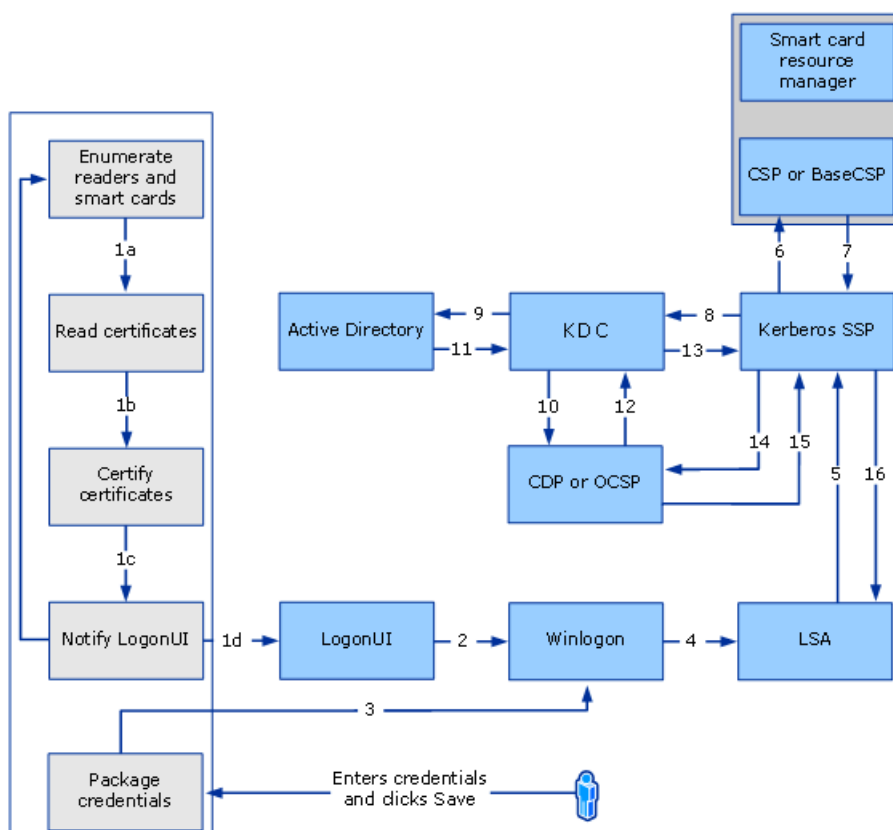 Smart card
resource
manager
CSP or BaseCSP
Enumerate
readers and
smart cards
1a
6
7
Read certificates
Active Directory
9
11
KDC
8
13
Kerberos SSP
1b
10
12
14
15
5
16
Certify
certificates
CDP or OCSP
1c
Notify LogonUI
1d
LogonUI
2
Winlogon
4
LSA
3
Package
credentials
Enters credentials
and clicks Save